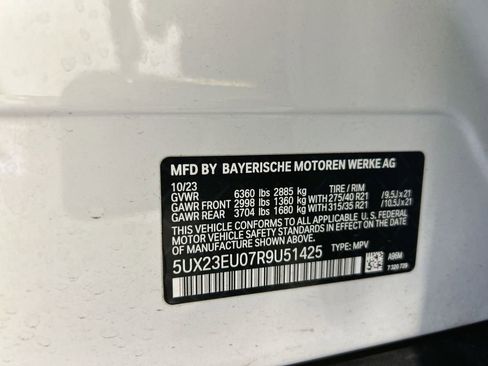 MFD BY BAYERISCHE MOTOREN WERKE AG
10/23
GVWR 6360 lbs 2885 kg TIRE / RIM
GAWR FRONT 2998 lbs 1360 kg 275/40 R21 / 9.5J x 21
GAWR REAR 3704 lbs 1680 kg 315/35 R21 / 10.5J x 21
THIS VEHICLE CONFORMS TO ALL APPLICABLE U. S. FEDERAL
MOTOR VEHICLE SAFETY STANDARDS IN EFFECT ON THE DATE OF
MANUFACTURE SHOWN ABOVE.
5UX23EU07R9U51425 TYPE: MPV
A96M
7 320 729